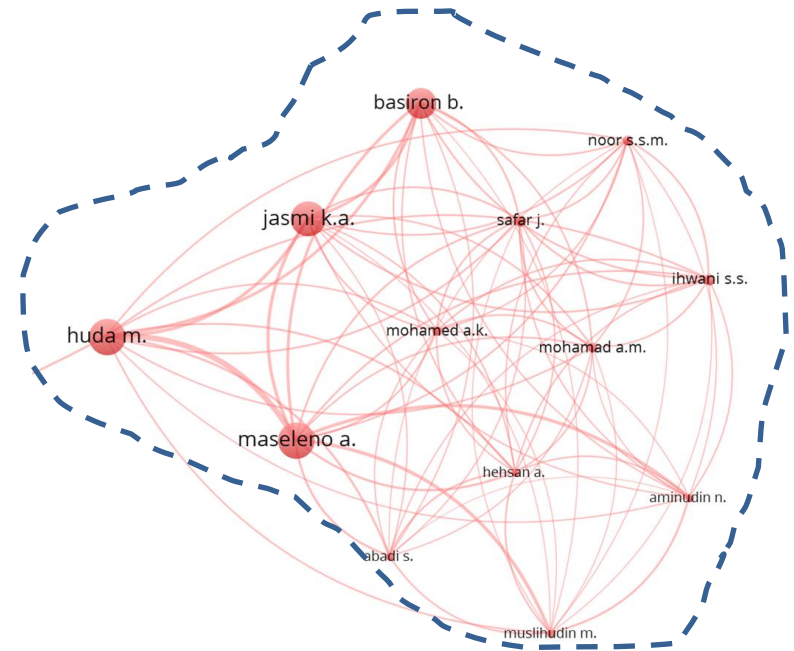 basiron b.
noor s.s.m.
jasmi k.a.
safar j.
ihwani s.s.
mohamed a.k.
huda m.
mohamad a.m.
maseleno a.
hehsan a.
aminudin n.
abadi s.
muslihudin m.